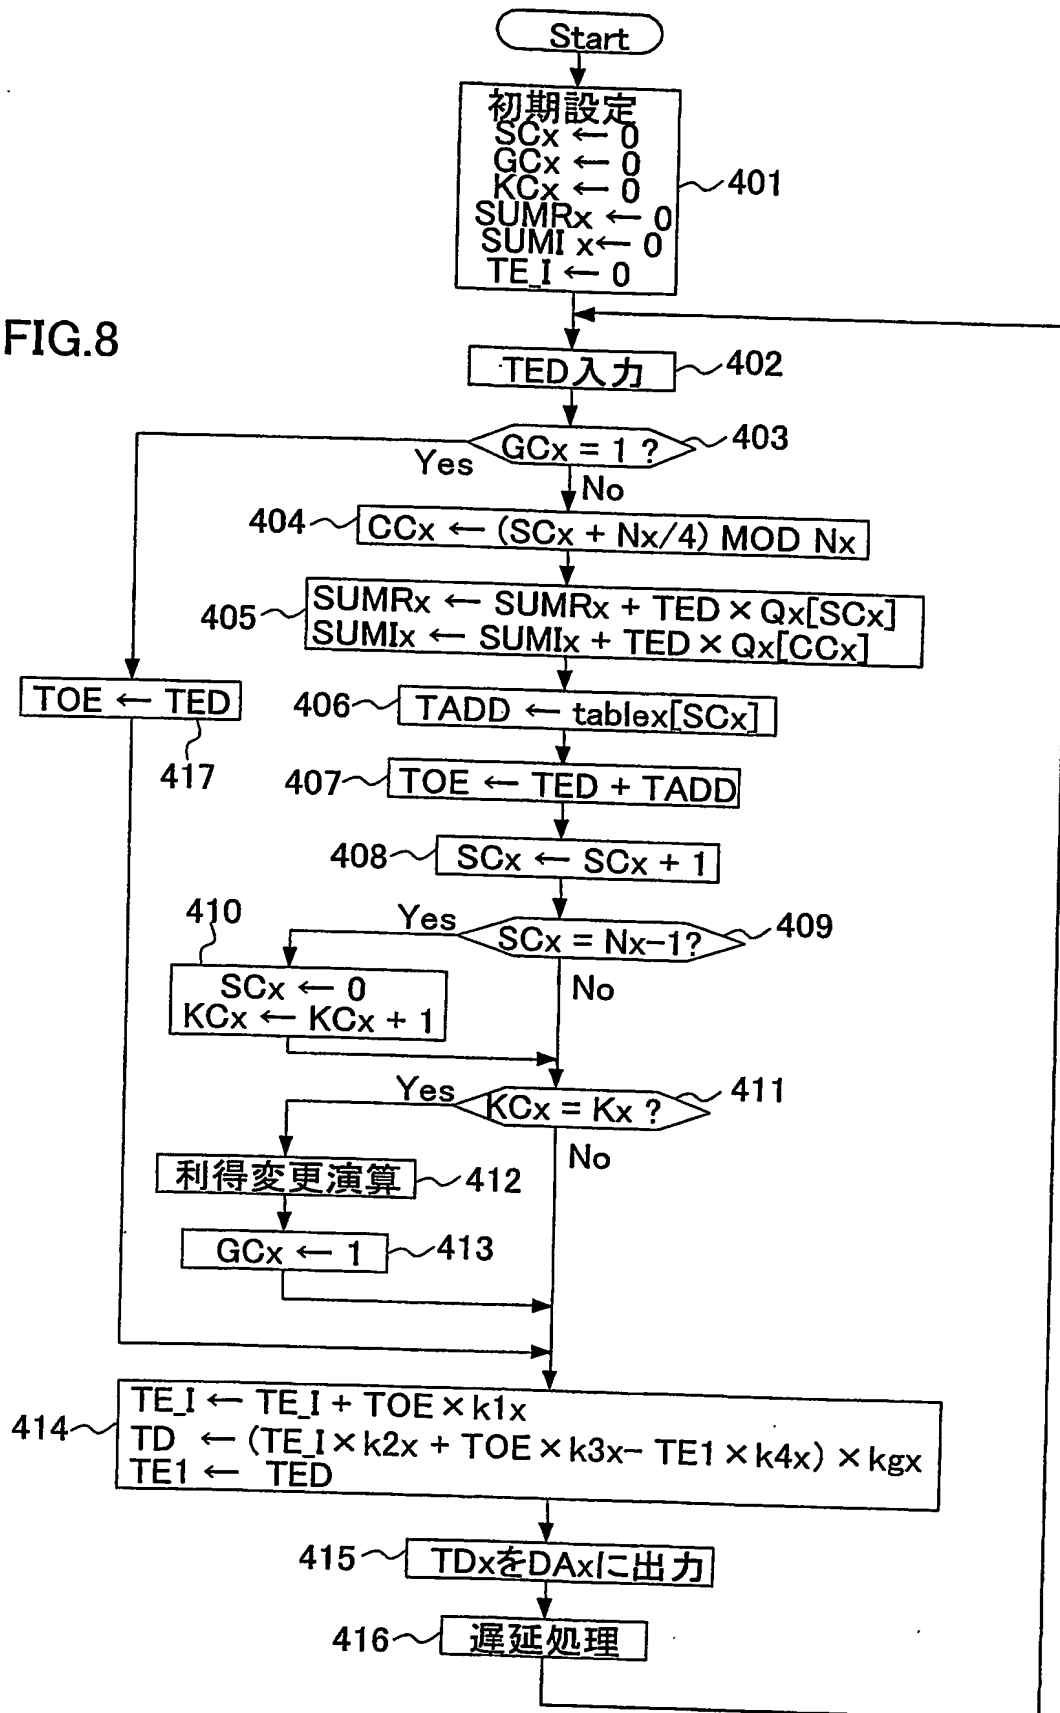 Start
初期設定
SCx ← 0
GCx ← 0
KCx ← 0
SUMRx ← 0
SUMI x← 0
TE_I ← 0
401
FIG.8
TED入力
402
GCx = 1 ?
403
Yes
No
404
CCx ← (SCx + Nx/4) MOD Nx
405
SUMRx ← SUMRx + TED × Qx[SCx]
SUMIx ← SUMIx + TED × Qx[CCx]
TOE ← TED
417
406
TADD ← tablex[SCx]
407
TOE ← TED + TADD
408
SCx ← SCx + 1
410
Yes
SCx = Nx-1?
409
No
SCx ← 0
KCx ← KCx + 1
Yes
KCx = Kx ?
411
No
利得変更演算
412
GCx ← 1
413
414
TE_I ← TE_I + TOE × k1x
TD ← (TE_I × k2x + TOE × k3x- TE1 × k4x) × kgx
TE1 ← TED
415
TDxをDAxに出力
416
遅延処理